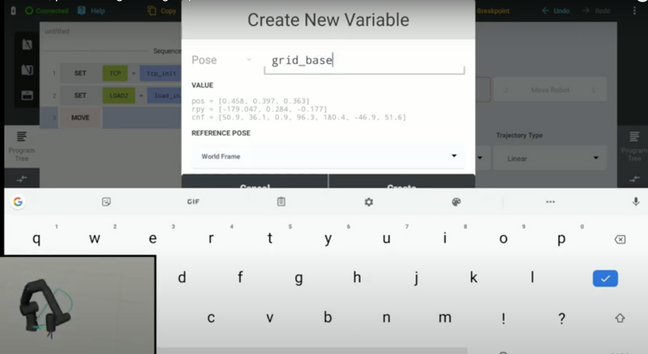 Connected Help Copy Breakpoint Undo Redo
Create New Variable
untitled
Sequence
Pose grid_base
1 SET TCP = tcp_init
2 SET LOAD2 =
3 MOVE
VALUE
pos = [0.458, 0.397, 0.363]
rpy = [-179.047, 0.284, -0.177]
cnf = [50.9, 36.1, 0.9, 96.3, 180.4, -46.9, 51.6]
Move Robot
REFERENCE POSE
Trajectory Type
World Frame
Linear
Program
Tree
Program
Tree
Cancel Create
G GIF
1 2 3 4 5 6 7 8 9 0
q w e r t y u i o p
d f g h j k l
c v b n m ! ?